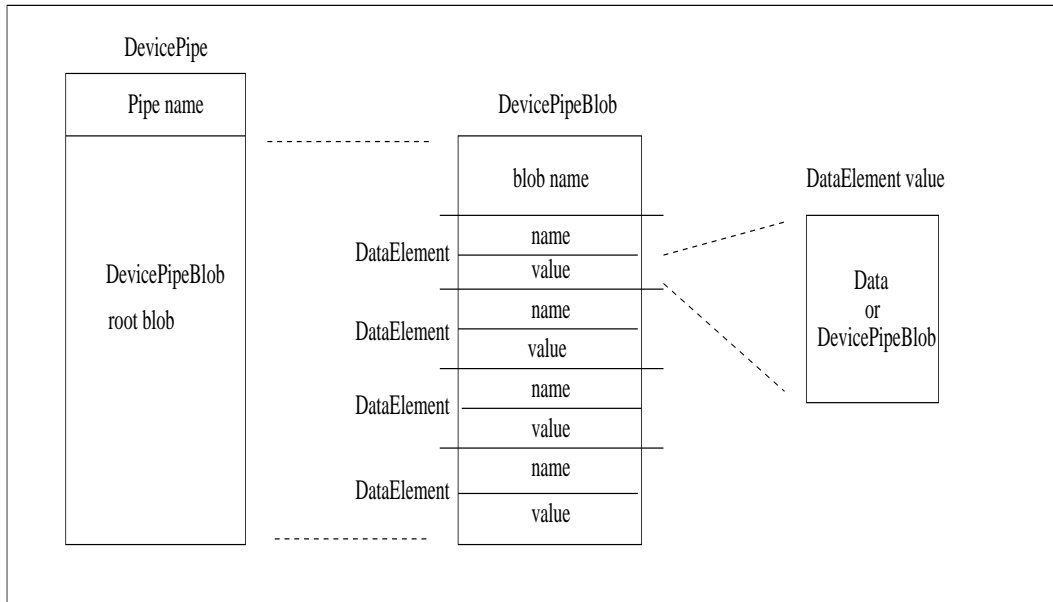 DevicePipe
Pipe name
DevicePipeBlob
root blob
DevicePipeBlob
blob name
DataElement
name
value
DataElement
name
value
DataElement
name
value
DataElement
name
value
DataElement value
Data
or
DevicePipeBlob